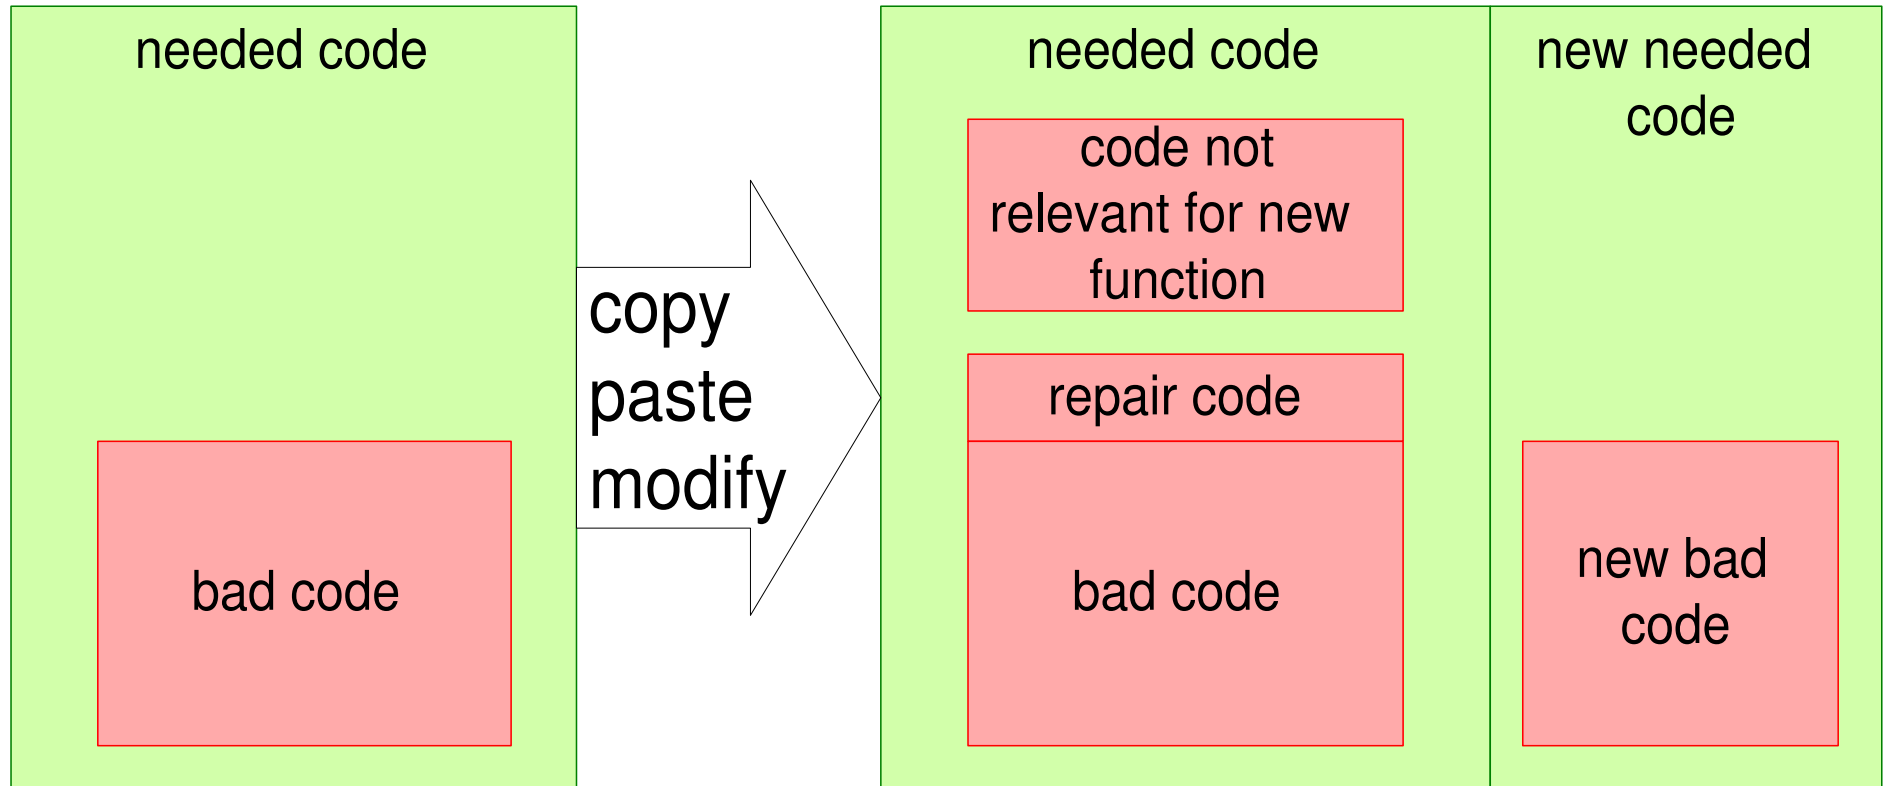 needed code
bad code
copy
paste
modify
needed code
code not
relevant for new
function
repair code
bad code
new needed
code
new bad
code